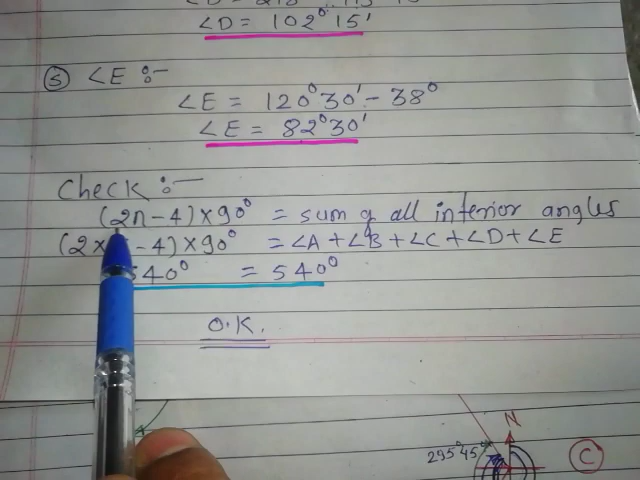 ∠D = 102°15'
⑤ ∠E :-
∠E = 120°30' - 38°
∠E = 82°30'
Check :-
(2n-4)×90° = sum of all interior angles
(2× -4)×90° = ∠A+∠B+∠C+∠D+∠E
540° = 540°
O.K.
N
295°45' C